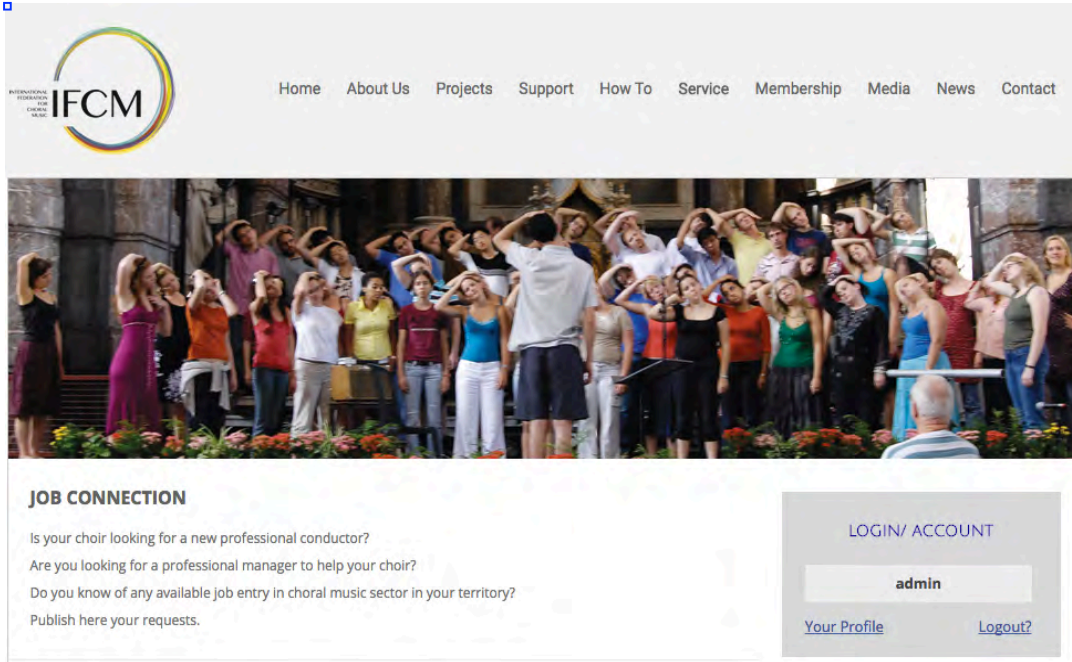 INTERNATIONAL
FEDERATION
FOR
CHORAL
MUSIC
IFCM
Home About Us Projects Support How To Service Membership Media News Contact
JOB CONNECTION
Is your choir looking for a new professional conductor?
Are you looking for a professional manager to help your choir?
Do you know of any available job entry in choral music sector in your territory?
Publish here your requests.
LOGIN/ ACCOUNT
admin
Your Profile Logout?